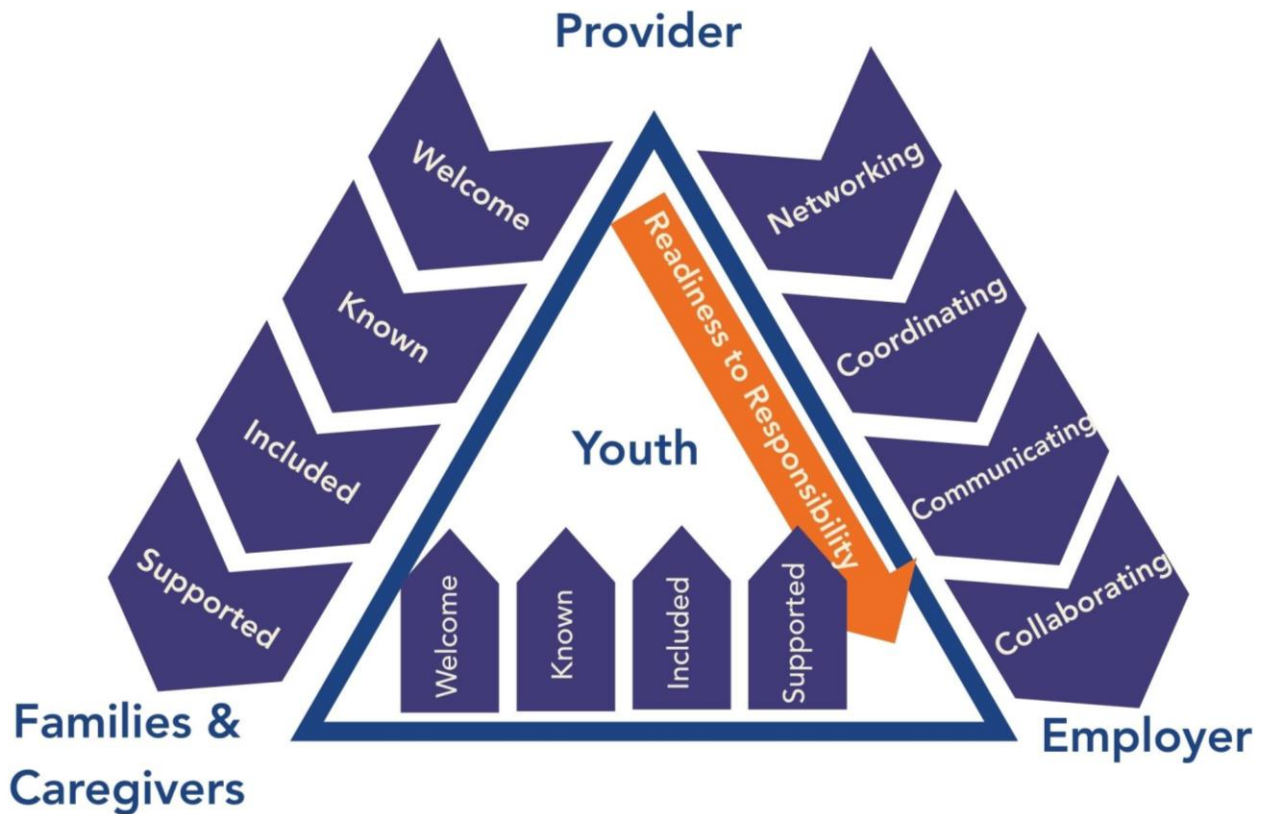 Provider
Welcome
Known
Included
Supported
Networking
Coordinating
Communicating
Collaborating
Readiness to Responsibility
Youth
Welcome
Known
Included
Supported
Families &
Caregivers
Employer